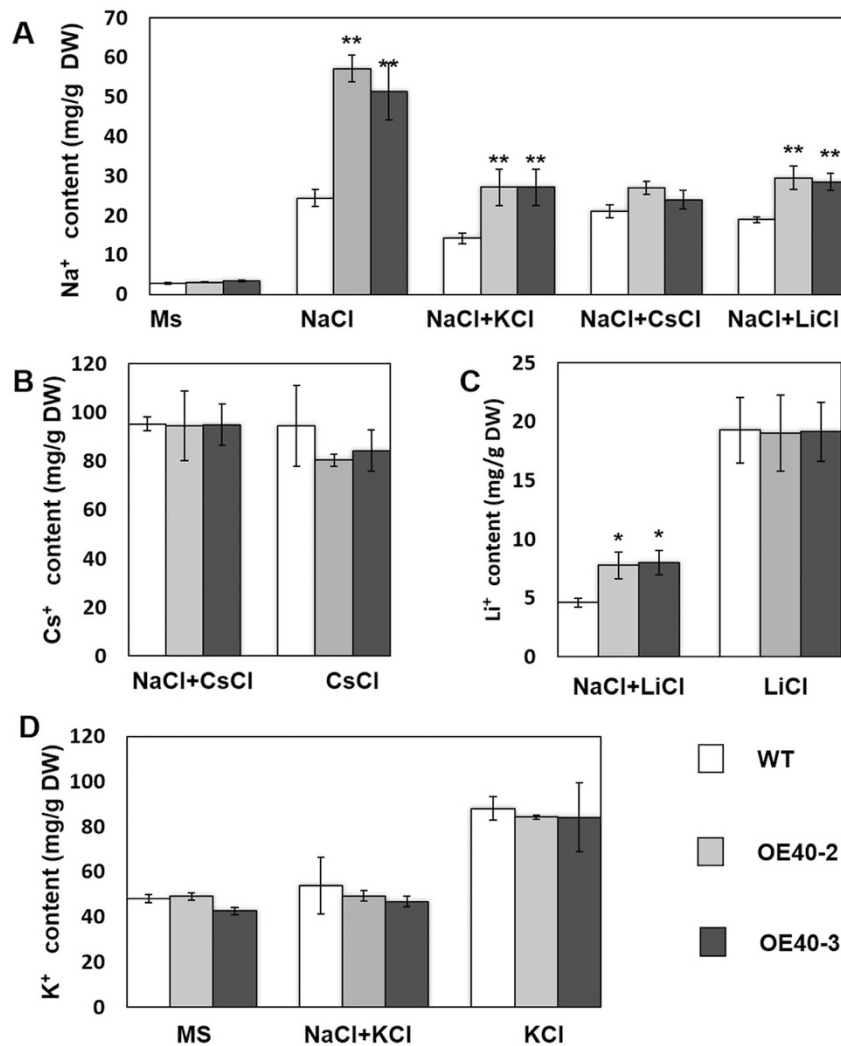 A
Na⁺ content (mg/g DW)
70
60
50
40
30
20
10
0
** ** ** ** ** **
Ms NaCl NaCl+KCl NaCl+CsCl NaCl+LiCl
B
Cs⁺ content (mg/g DW)
120
100
80
60
40
20
0
NaCl+CsCl CsCl
C
Li⁺ content (mg/g DW)
25
20
15
10
5
0
* *
NaCl+LiCl LiCl
D
K⁺ content (mg/g DW)
120
100
80
60
40
20
0
MS NaCl+KCl KCl
WT
OE40-2
OE40-3